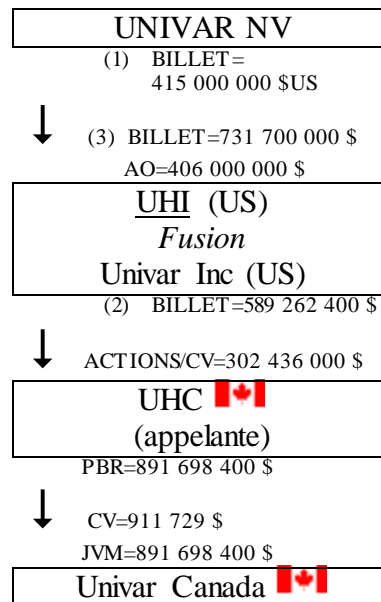 UNIVAR NV
(1) BILLET=
415 000 000 $US
(3) BILLET=731 700 000 $
AO=406 000 000 $
UHI (US)
Fusion
Univar Inc (US)
(2) BILLET=589 262 400 $
ACTIONS/CV=302 436 000 $
UHC
(appelante)
PBR=891 698 400 $
CV=911 729 $
JVM=891 698 400 $
Univar Canada